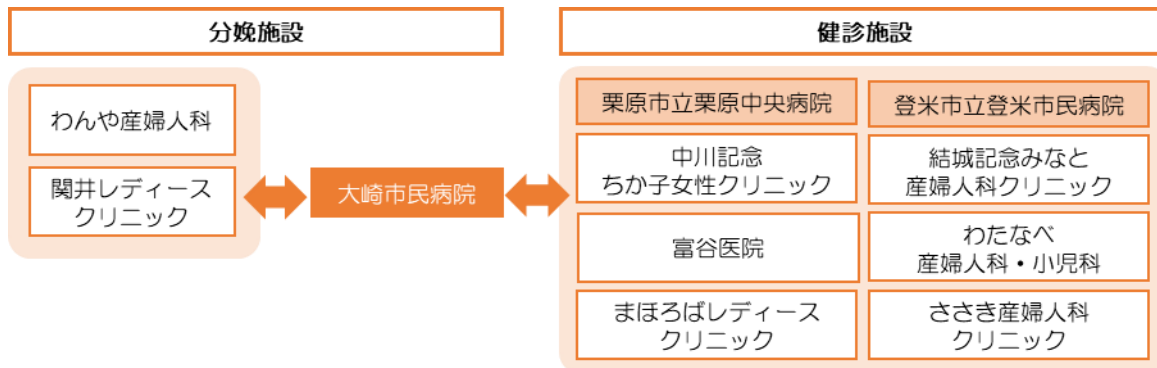 分娩施設
健診施設
わんや産婦人科
関井レディース
クリニック
大崎市民病院
栗原市立栗原中央病院
登米市立登米市民病院
中川記念
ちか子女性クリニック
結城記念みなと
産婦人科クリニック
富谷医院
わたなべ
産婦人科・小児科
まほろばレディース
クリニック
ささき産婦人科
クリニック